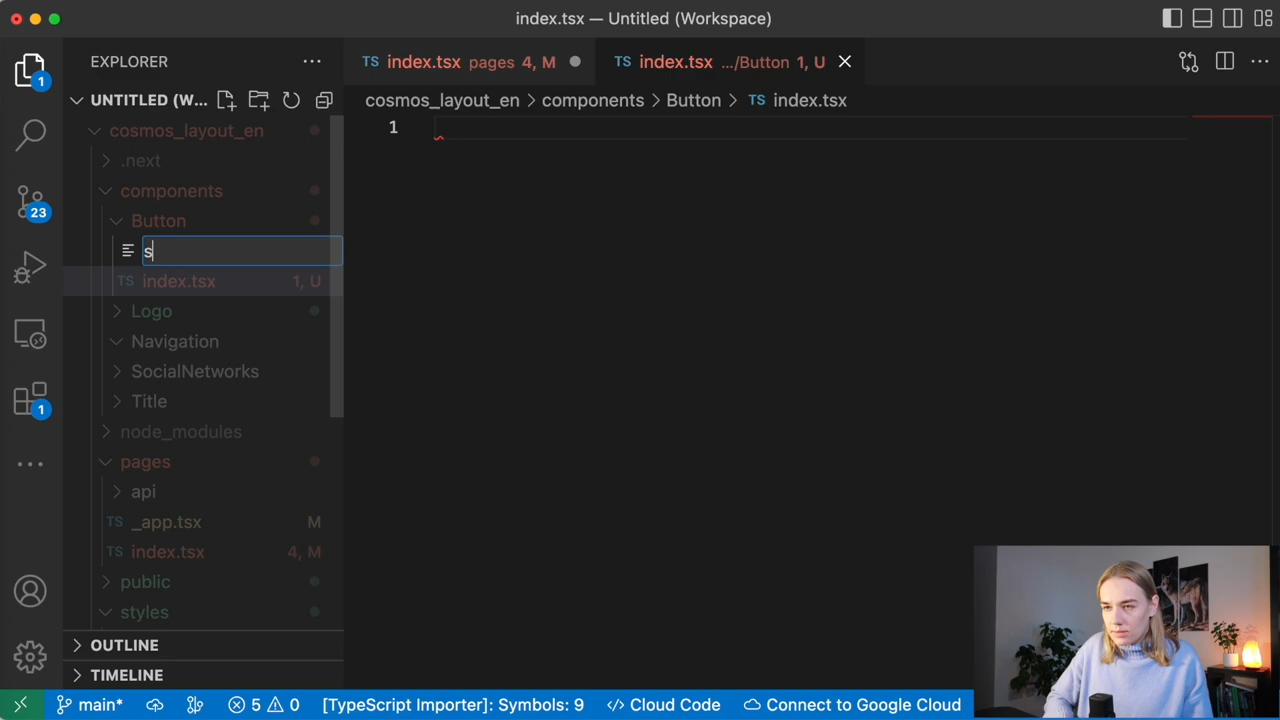 index.tsx — Untitled (Workspace)
EXPLORER
TS index.tsx pages 4, M
TS index.tsx .../Button 1, U
UNTITLED (W...
cosmos_layout_en > components > Button > TS index.tsx
1
1
cosmos_layout_en
.next
components
23
Button
s
TS index.tsx 1, U
Logo
Navigation
SocialNetworks
Title
1
node_modules
pages
api
TS _app.tsx M
TS index.tsx 4, M
public
styles
OUTLINE
TIMELINE
main* 5 0 [TypeScript Importer]: Symbols: 9 Cloud Code Connect to Google Cloud